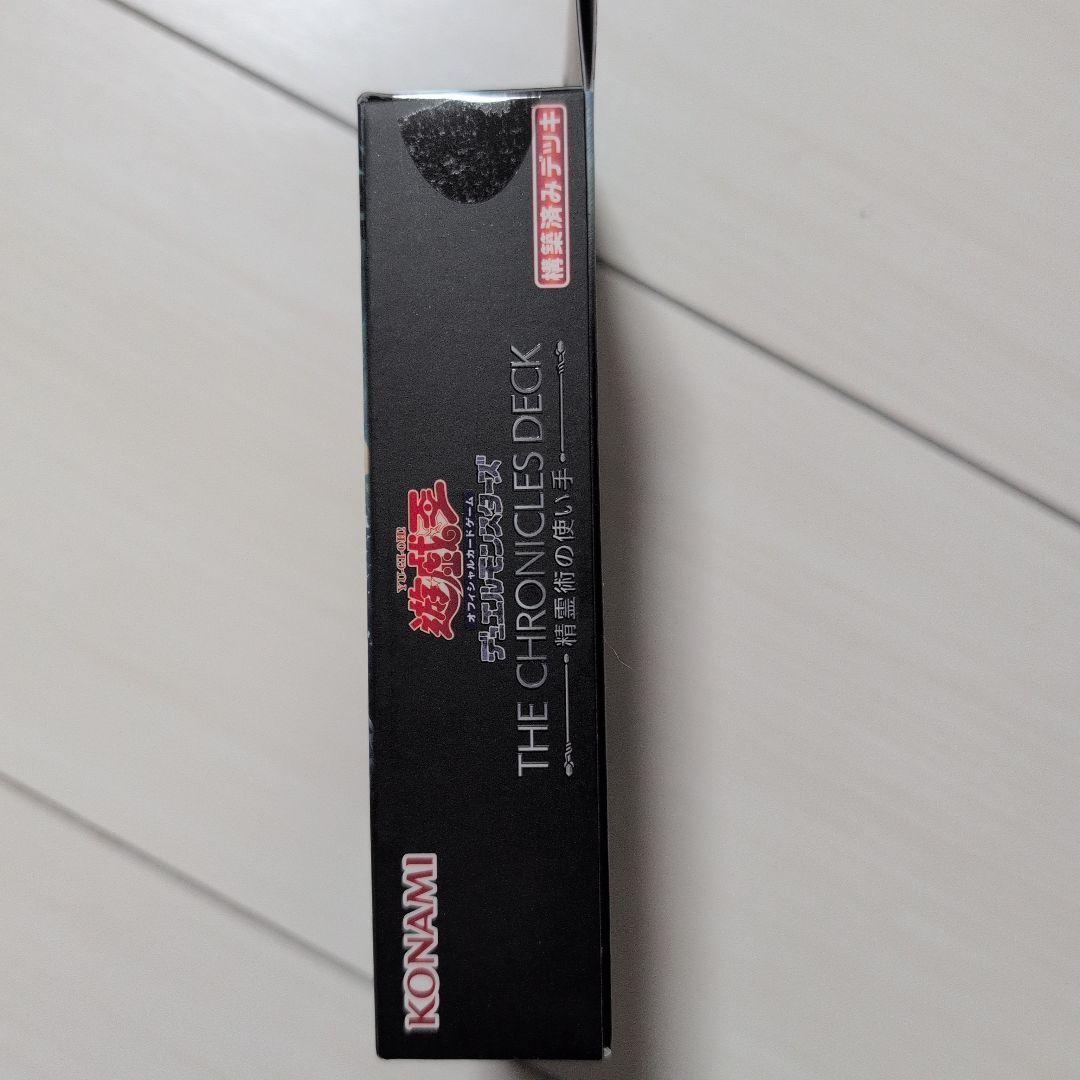 KONAMI
YU-GI-OH!
遊戯王
オフィシャルカードゲーム
デュエルモンスターズ
THE CHRONICLES DECK
精霊術の使い手
構築済みデッキ